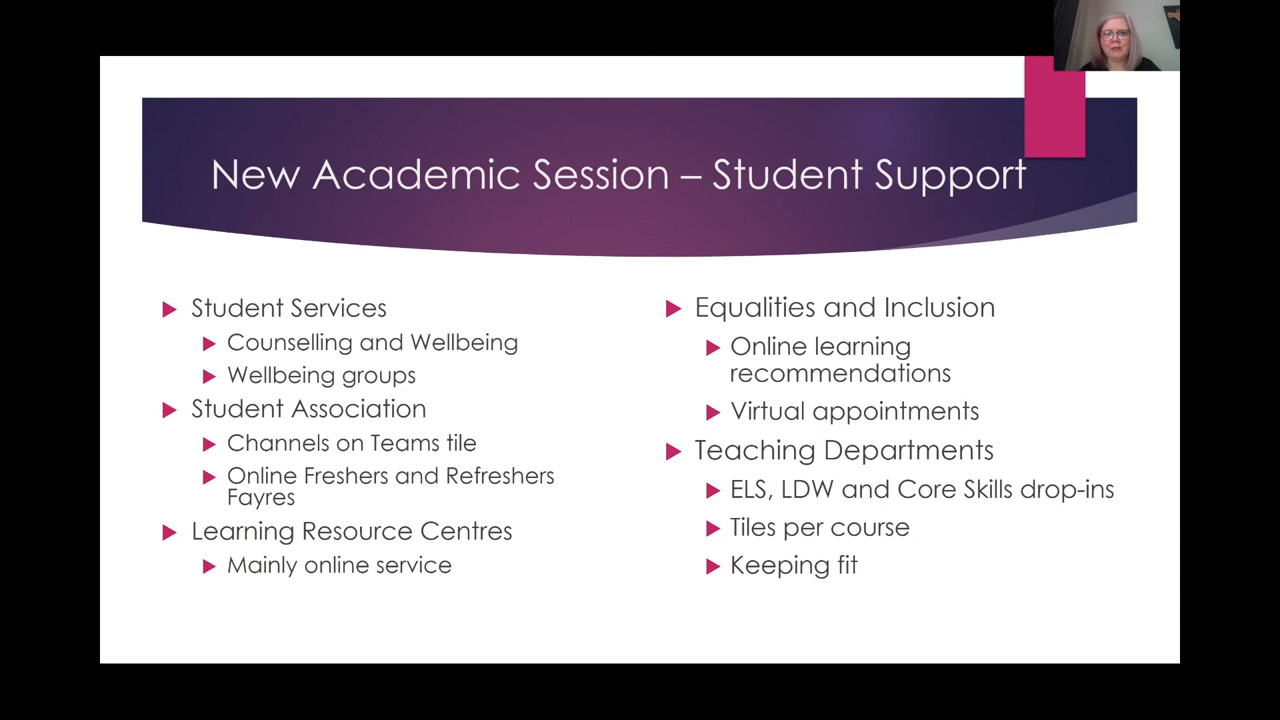 New Academic Session – Student Support
Student Services
Counselling and Wellbeing
Wellbeing groups
Student Association
Channels on Teams tile
Online Freshers and Refreshers
Fayres
Learning Resource Centres
Mainly online service
Equalities and Inclusion
Online learning
recommendations
Virtual appointments
Teaching Departments
ELS, LDW and Core Skills drop-ins
Tiles per course
Keeping fit